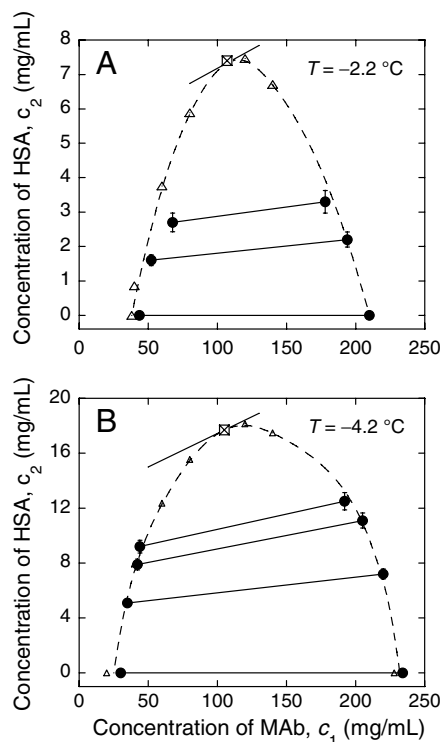 A
T = −2.2 °C
Concentration of HSA, c2 (mg/mL)
8
7
6
5
4
3
2
1
0
0 50 100 150 200 250
B
T = −4.2 °C
Concentration of HSA, c2 (mg/mL)
20
16
12
8
4
0
0 50 100 150 200 250
Concentration of MAb, c1 (mg/mL)